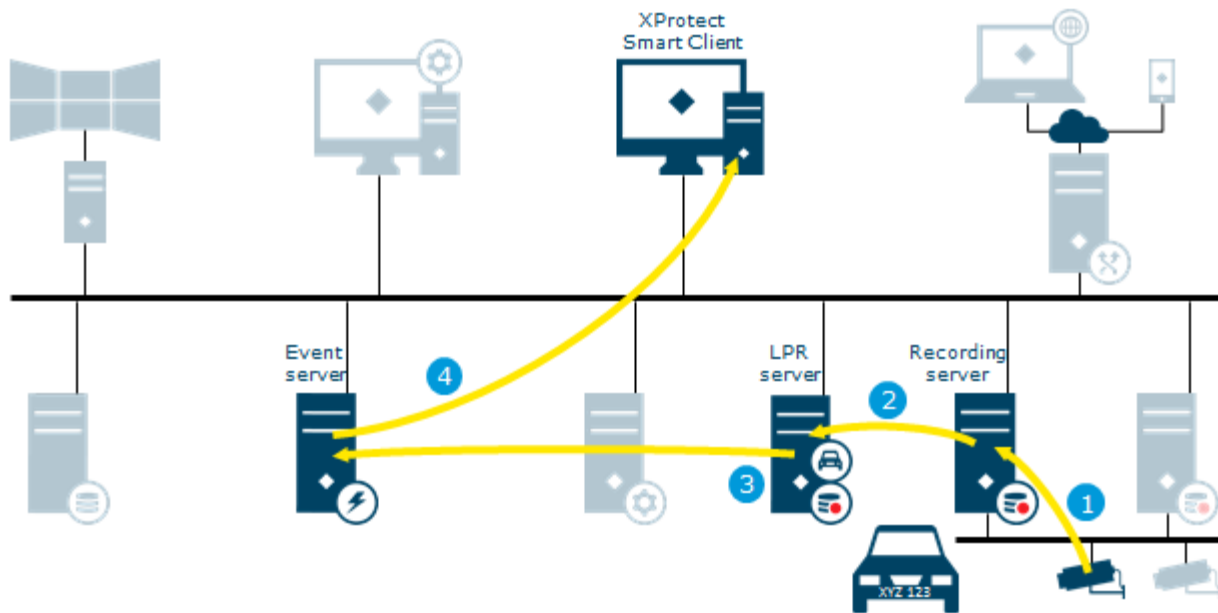 XProtect
Smart Client
Event
server
LPR
server
Recording
server
4
2
3
1
XYZ 123